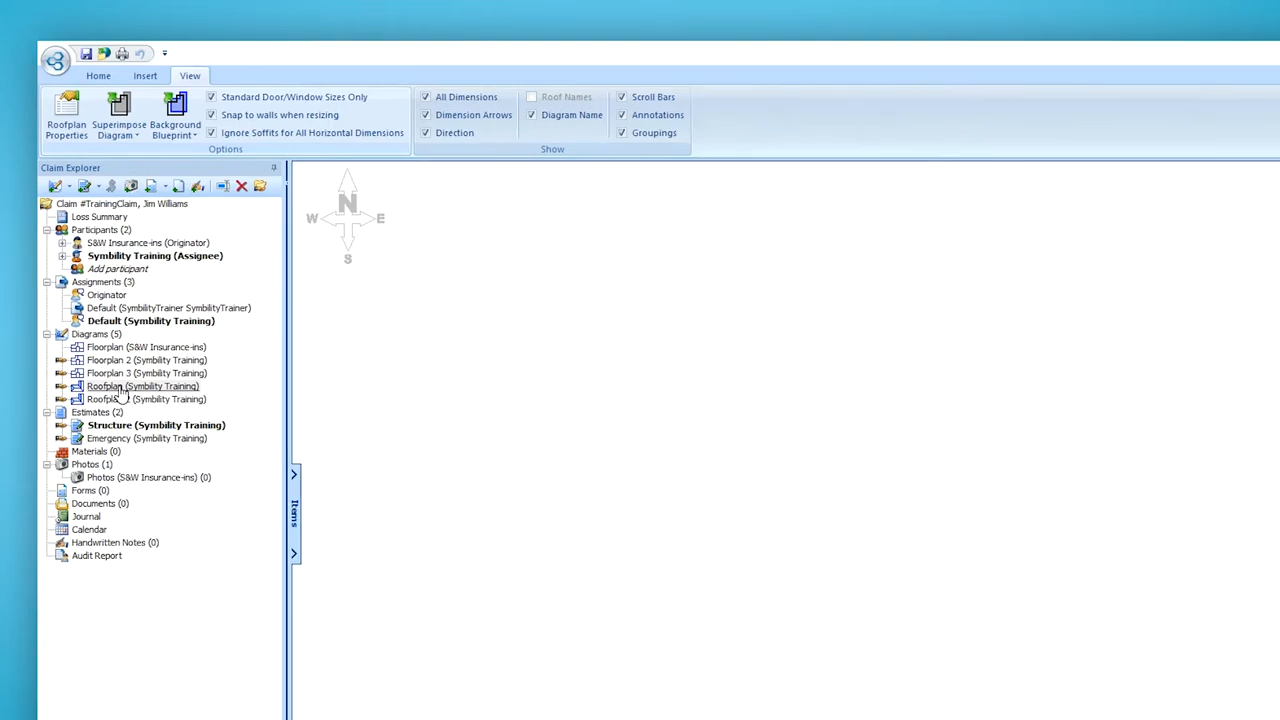 Home Insert View
Roofplan Properties
Superimpose Diagram
Background Blueprint
Standard Door/Window Sizes Only
Snap to walls when resizing
Ignore Soffits for All Horizontal Dimensions
Options
All Dimensions
Dimension Arrows
Direction
Roof Names
Diagram Name
Scroll Bars
Annotations
Groupings
Show
Claim Explorer
Claim #TrainingClaim, Jim Williams
Loss Summary
Participants (2)
S&W Insurance-ins (Originator)
Symbility Training (Assignee)
Add participant
Assignments (3)
Originator
Default (SymbilityTrainer SymbilityTrainer)
Default (Symbility Training)
Diagrams (5)
Floorplan (S&W Insurance-ins)
Floorplan 2 (Symbility Training)
Floorplan 3 (Symbility Training)
Roofplan (Symbility Training)
(Symbility Training)
Estimates (2)
Structure (Symbility Training)
Emergency (Symbility Training)
Materials (0)
Photos (1)
Photos (S&W Insurance-ins) (0)
Forms (0)
Documents (0)
Journal
Calendar
Handwritten Notes (0)
Audit Report
N
W E
S
Items